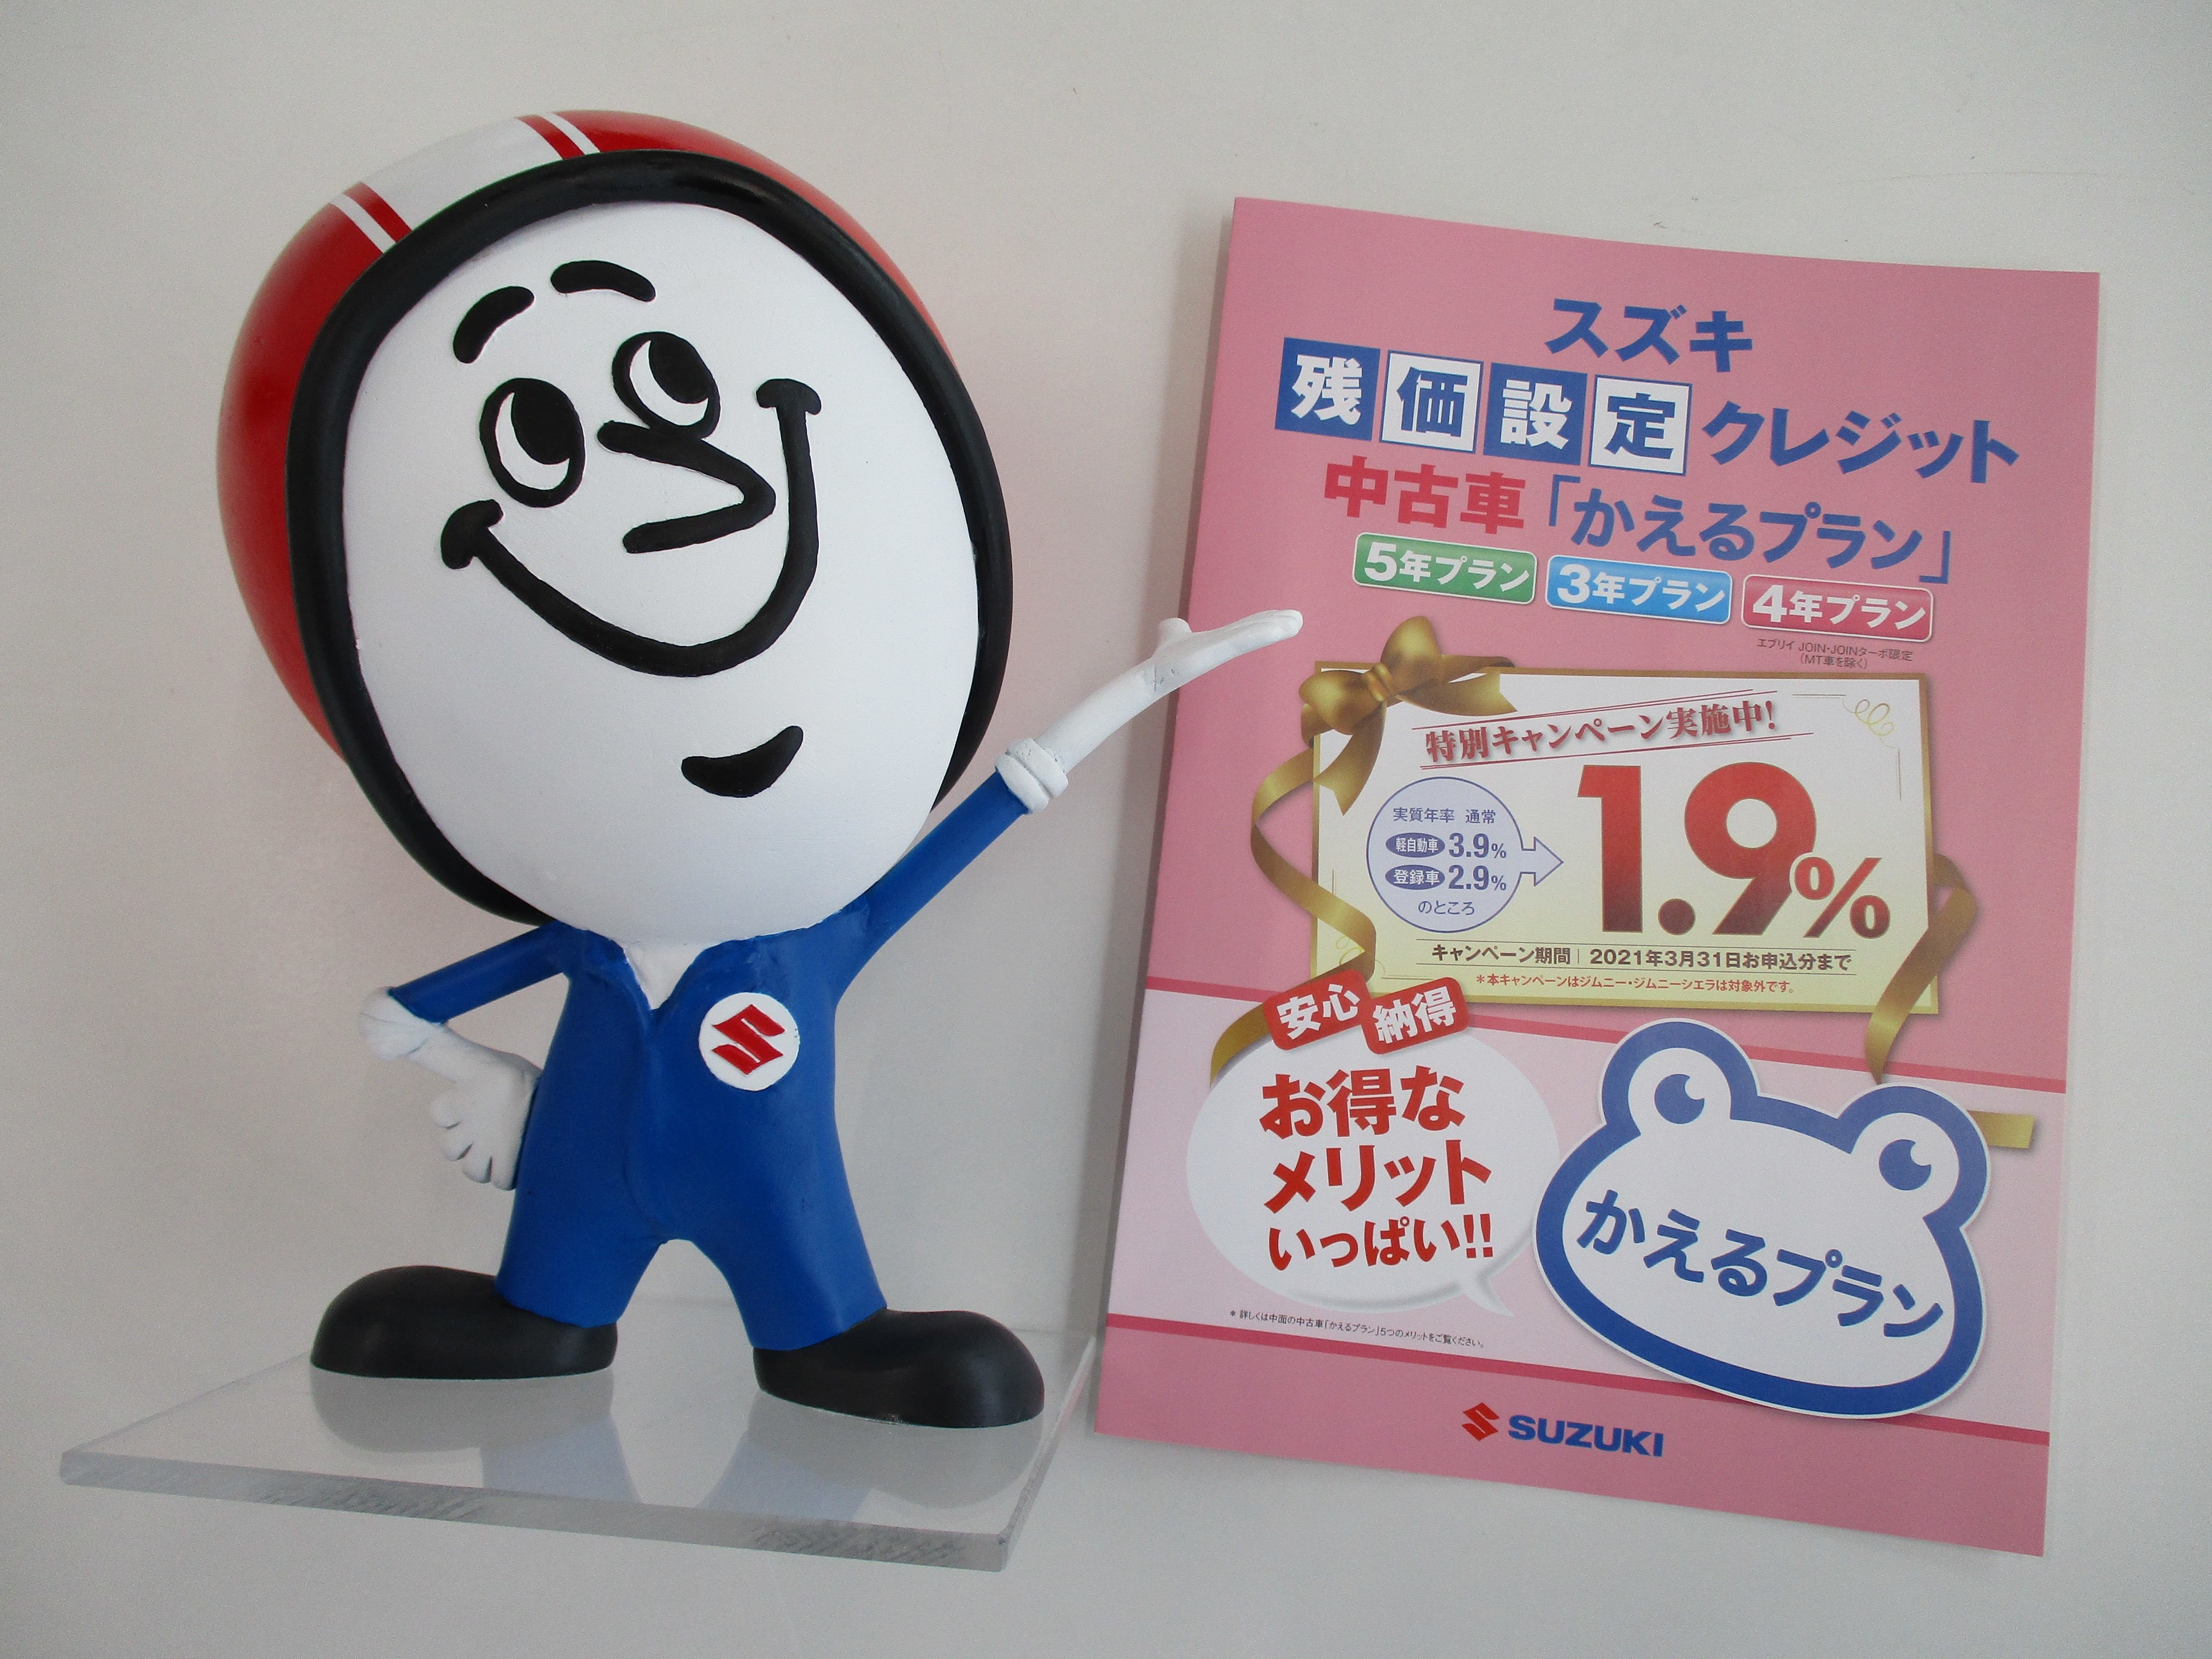 スズキ
残価設定クレジット
中古車「かえるプラン」
5年プラン 3年プラン 4年プラン
エブリイ JOIN・JOINターボ限定
(MT車を除く)
特別キャンペーン実施中!
実質年率 通常
軽自動車 3.9%
登録車 2.9%
のところ
1.9%
キャンペーン期間 | 2021年3月31日お申込分まで
*本キャンペーンはジムニー・ジムニーシエラは対象外です。
安心 納得
お得な
メリット
いっぱい!!
かえるプラン
* 詳しくは中面の中古車「かえるプラン」5つのメリットをご覧ください。
SUZUKI